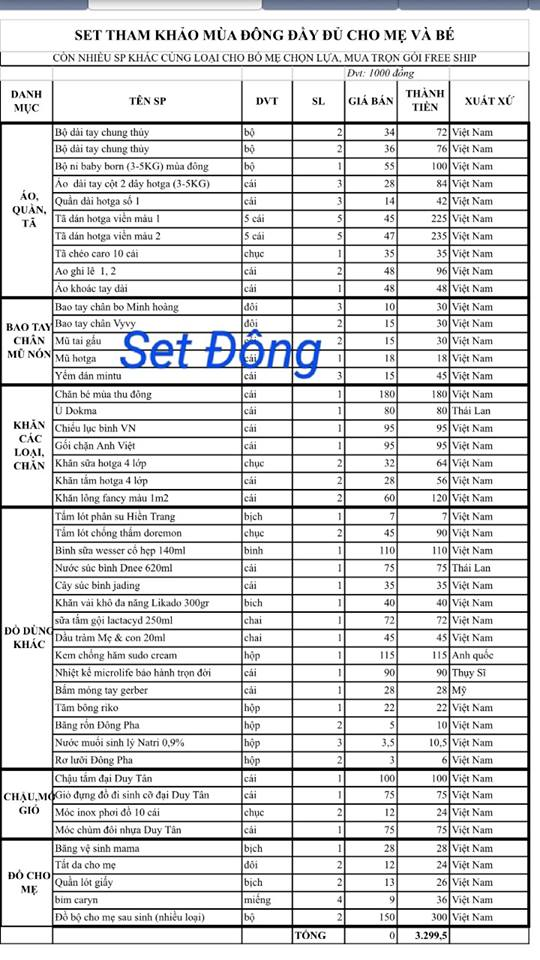 SET THAM KHẢO MÙA ĐÔNG ĐẦY ĐỦ CHO MẸ VÀ BÉ
CÒN NHIỀU SP KHÁC CÙNG LOẠI CHO BỐ MẸ CHỌN LỰA, MUA TRỌN GÓI FREE SHIP
Đvt: 1000 đồng
DANH MỤC TÊN SP ĐVT SL GIÁ BÁN THÀNH TIỀN XUẤT XỨ
ÁO, QUẦN, TÃ
Bộ dài tay chung thủy bộ 2 34 72 Việt Nam
Bộ dài tay chung thủy bộ 2 36 76 Việt Nam
Bộ nỉ baby born (3-5KG) mùa đông bộ 1 55 100 Việt Nam
Áo dài tay cột 2 dây hotga (3-5KG) cái 3 28 84 Việt Nam
Quần dài hotga số 1 cái 3 14 42 Việt Nam
Tã dán hotga viền màu 1 5 cái 5 45 225 Việt Nam
Tã dán hotga viền màu 2 5 cái 5 47 235 Việt Nam
Tã chéo caro 10 cái chục 1 35 35 Việt Nam
Ao ghi lê 1, 2 cái 2 48 96 Việt Nam
Áo khoác tay dài cái 1 48 48 Việt Nam
BAO TAY CHÂN MŨ NÓN
Bao tay chân bo Minh hoàng đôi 3 10 30 Việt Nam
Bao tay chân Vyvy đôi 2 15 30 Việt Nam
Mũ tai gấu cái 2 15 30 Việt Nam
Mũ hotga cái 1 18 18 Việt Nam
Yếm dán mintu cái 3 15 45 Việt Nam
Set Đông
KHĂN CÁC LOẠI, CHĂN
Chăn bé mùa thu đông cái 1 180 180 Việt Nam
Ủ Dokma cái 1 80 80 Thái Lan
Chiếu lục bình VN cái 1 95 95 Việt Nam
Gối chặn Anh Việt cái 1 95 95 Việt Nam
Khăn sữa hotga 4 lớp chục 2 32 64 Việt Nam
Khăn tắm hotga 4 lớp cái 2 28 56 Việt Nam
Khăn lông fancy màu 1m2 cái 2 60 120 Việt Nam
ĐỒ DÙNG KHÁC
Tấm lót phân su Hiền Trang bịch 1 7 7 Việt Nam
Tấm lót chống thấm doremon chục 2 45 90 Việt Nam
Bình sữa wesser cổ hẹp 140ml bình 1 110 110 Việt Nam
Nước súc bình Dnee 620ml cái 1 75 75 Thái Lan
Cây súc bình jading cái 1 35 35 Việt Nam
Khăn vải khô đa năng Likado 300gr bich 1 40 40 Việt Nam
sữa tắm gội lactacyd 250ml chai 1 72 72 Việt Nam
Dầu tràm Mẹ & con 20ml chai 1 45 45 Việt Nam
Kem chống hăm sudo cream hộp 1 115 115 Anh quốc
Nhiệt kế microlife bảo hành trọn đời cái 1 90 90 Thụy Sĩ
Bấm móng tay gerber cái 1 28 28 Mỹ
Tăm bông riko hộp 1 22 22 Việt Nam
Băng rốn Đông Pha hộp 2 5 10 Việt Nam
Nước muối sinh lý Natri 0,9% hộp 3 3,5 10,5 Việt Nam
Rơ lưỡi Đông Pha hộp 2 3 6 Việt Nam
CHẬU,MÓC GIỎ
Chậu tắm đại Duy Tân cái 1 100 100 Việt Nam
Giỏ đựng đồ đi sinh cỡ đại Duy Tân cái 1 75 75 Việt Nam
Móc inox phơi đồ 10 cái chục 2 12 24 Việt Nam
Móc chùm đôi nhựa Duy Tân cái 1 75 75 Việt Nam
ĐỒ CHO MẸ
Băng vệ sinh mama bịch 1 28 28 Việt Nam
Tất da cho mẹ đôi 2 12 24 Việt Nam
Quần lót giấy bịch 2 13 26 Việt Nam
bỉm caryn miếng 4 9 36 Việt Nam
Đồ bộ cho mẹ sau sinh (nhiều loại) bộ 2 150 300 Việt Nam
TỔNG 0 3.299,5